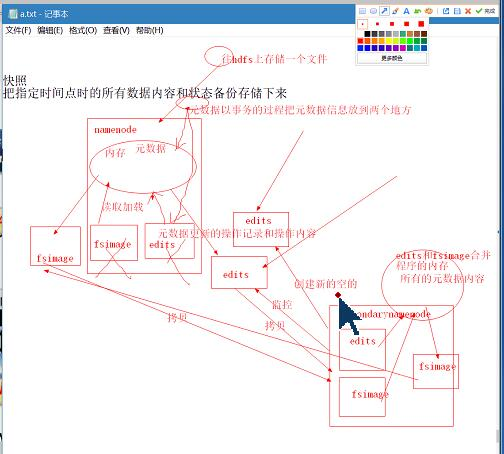 a.txt - 记事本
完成
文件(F) 编辑(E) 格式(O) 查看(V) 帮助(H)
更多颜色
往hdfs上存储一个文件
快照
把指定时间点时的所有数据内容和状态备份存储下来
元数据以事务的过程把元数据信息放到两个地方
namenode
内存 元数据
读取加载
edits
元数据更新的操作记录和操作内容
fsimage
fsimage
edits
edits
edits和fsimage合并
程序的内存
所有的元数据内容
创建新的空的
监控
拷贝
拷贝
ondarynamenode
edits
fsimage
fsimage